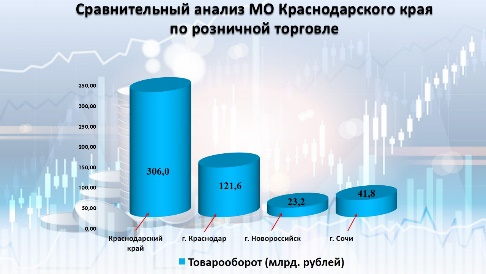 Сравнительный анализ МО Краснодарского края
по розничной торговле
350,00
300,00
250,00
200,00
150,00
100,00
50,00
0,00
306,0
121,6
23,2
41,8
Краснодарский
край
г. Краснодар
г. Новороссийск
г. Сочи
Товарооборот (млрд. рублей)